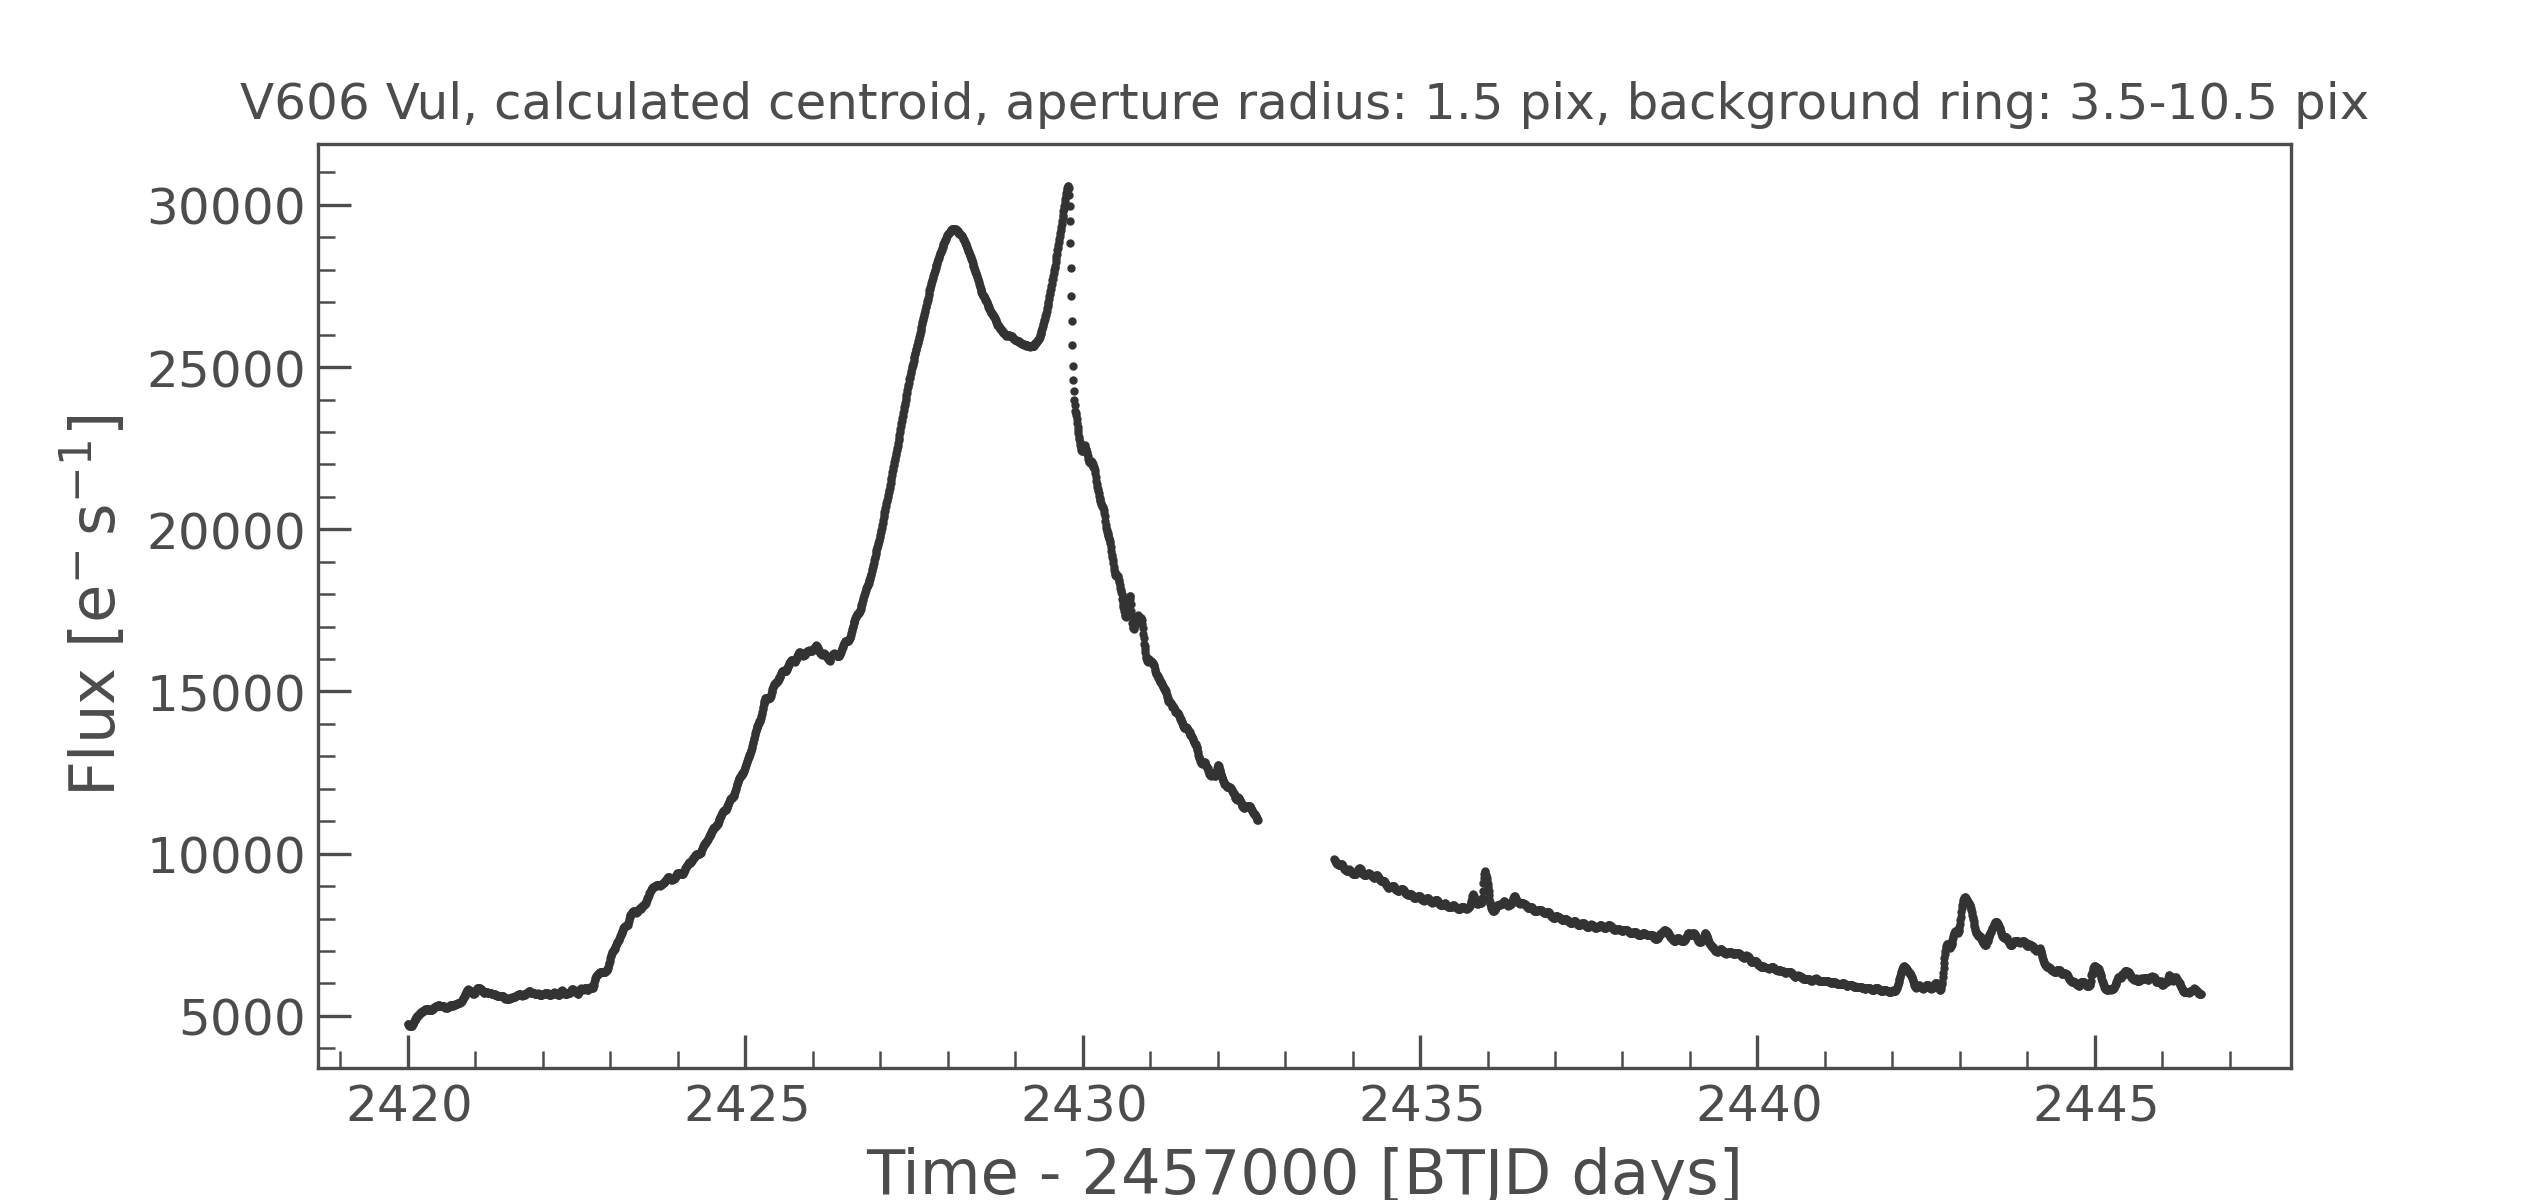 V606 Vul, calculated centroid, aperture radius: 1.5 pix, background ring: 3.5-10.5 pix
Flux [e⁻ s⁻¹]
30000
25000
20000
15000
10000
5000
2420 2425 2430 2435 2440 2445
Time - 2457000 [BTJD days]